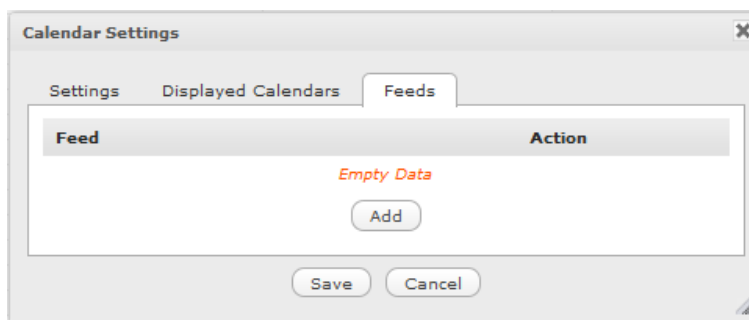 Calendar Settings
Settings Displayed Calendars Feeds
Feed Action
Empty Data
Add
Save Cancel